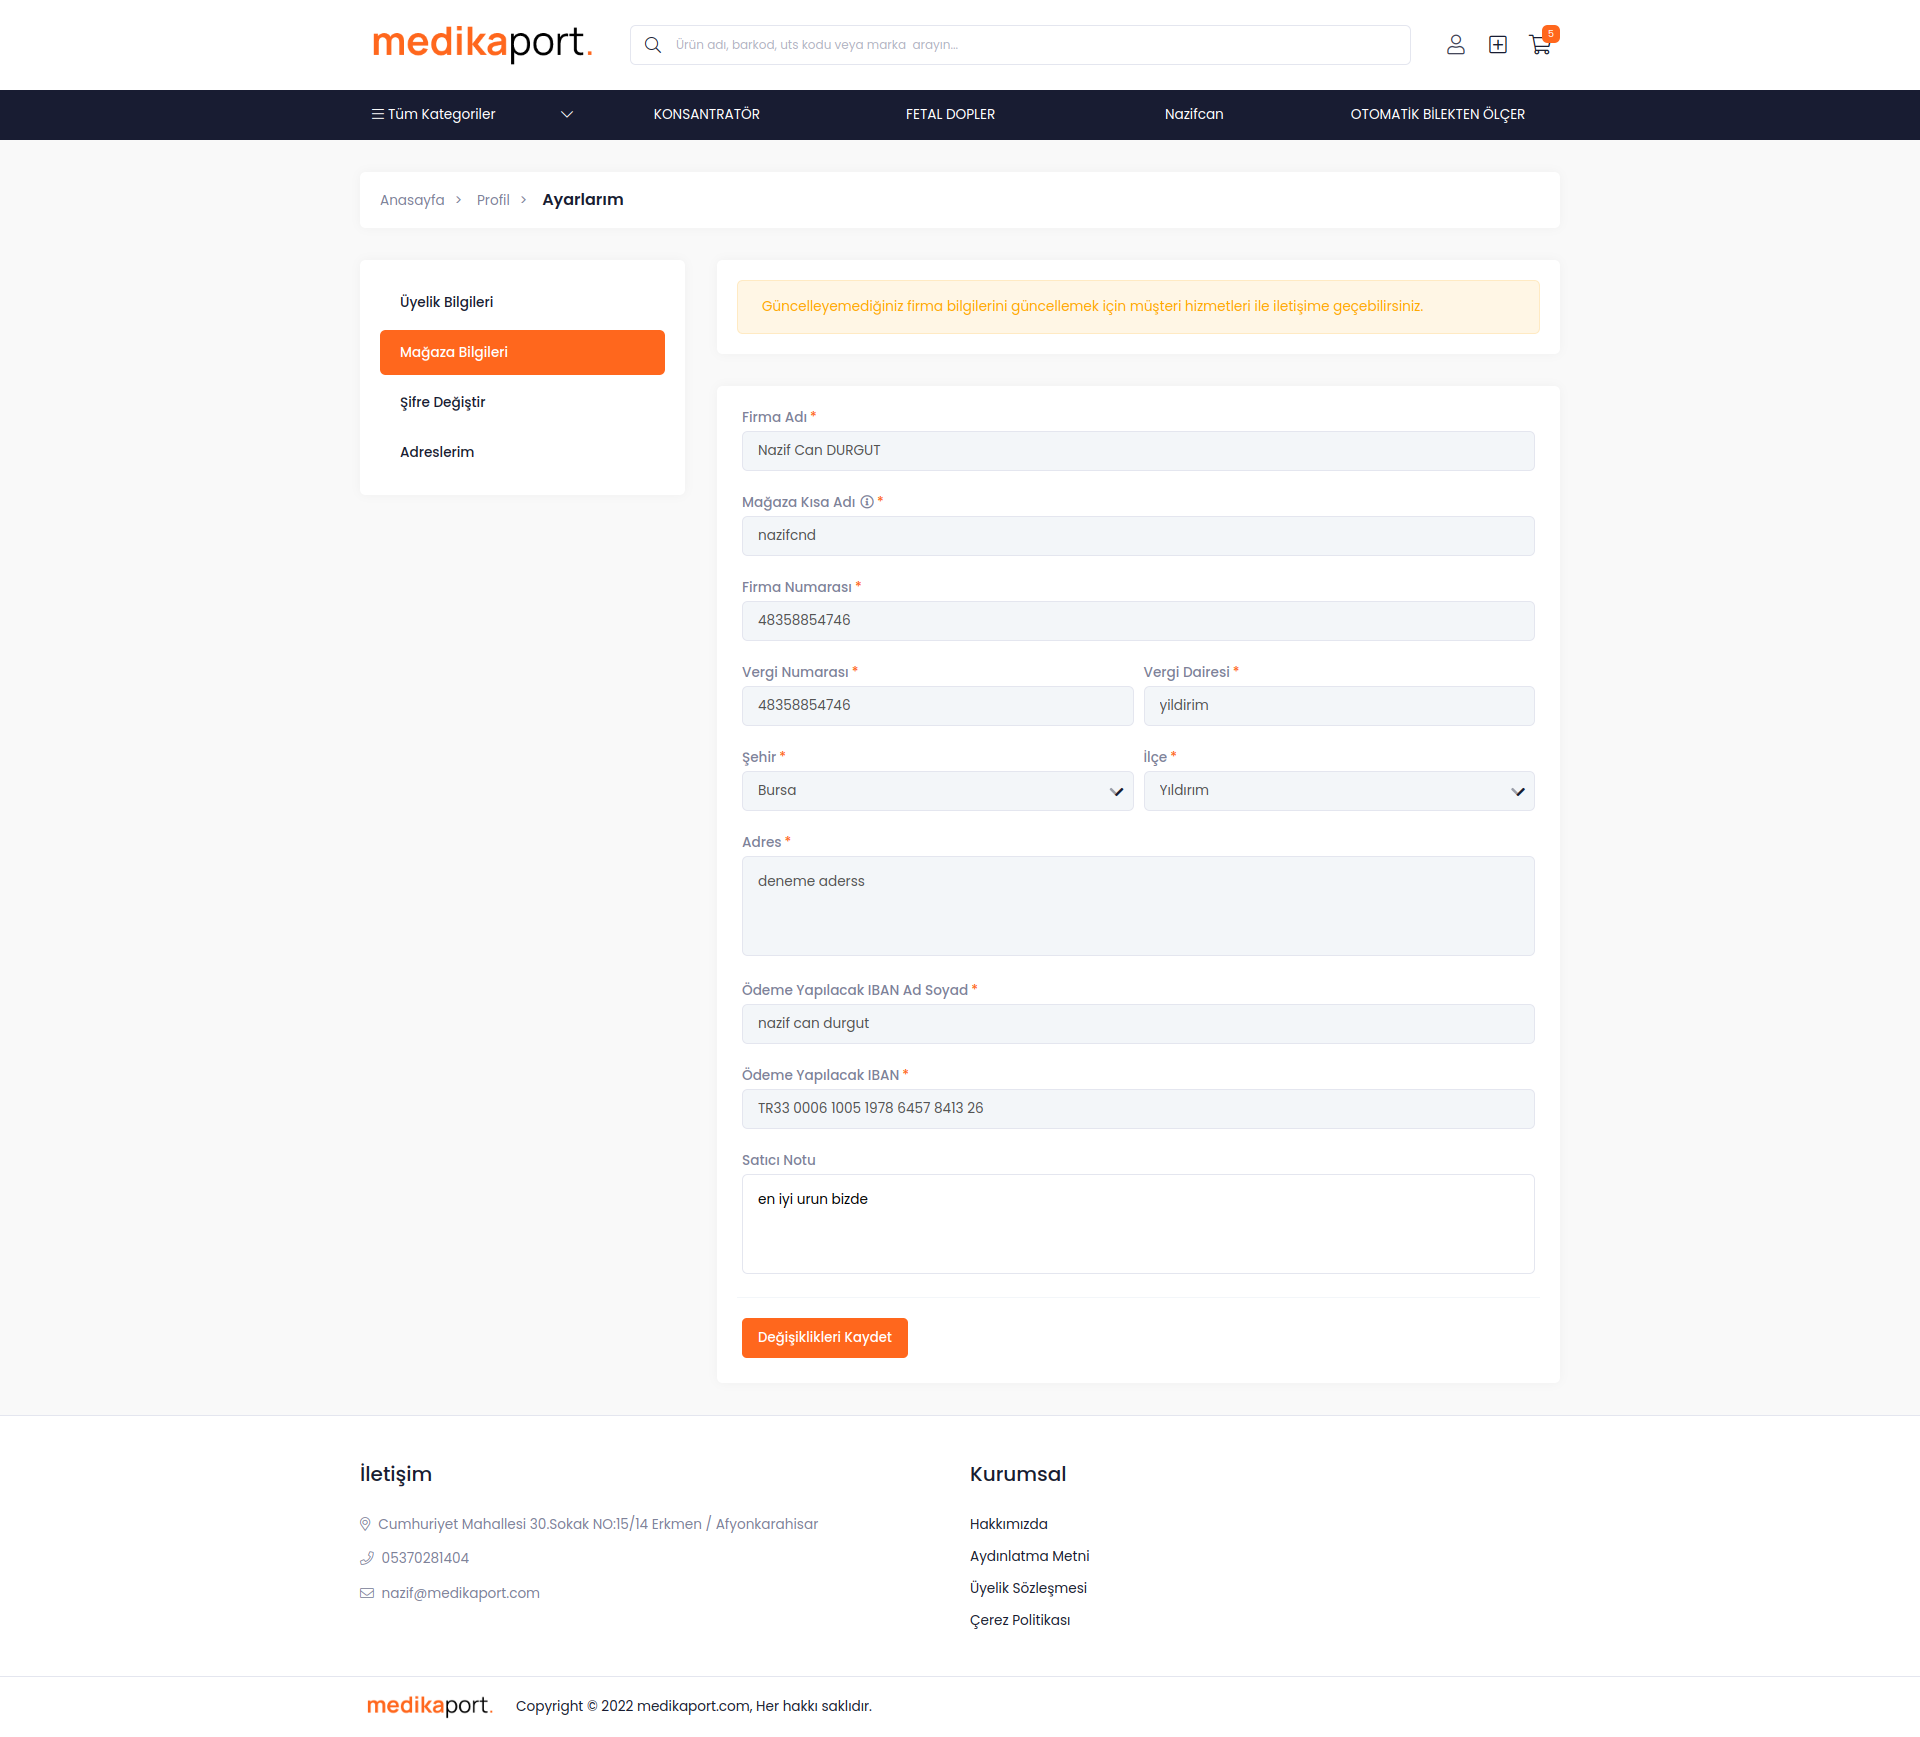 medikaport.
Ürün adı, barkod, uts kodu veya marka arayın...
5
Tüm Kategoriler
KONSANTRATÖR
FETAL DOPLER
Nazifcan
OTOMATİK BİLEKTEN ÖLÇER
Anasayfa > Profil > Ayarlarım
Üyelik Bilgileri
Mağaza Bilgileri
Şifre Değiştir
Adreslerim
Güncelleyemediğiniz firma bilgilerini güncellemek için müşteri hizmetleri ile iletişime geçebilirsiniz.
Firma Adı *
Nazif Can DURGUT
Mağaza Kısa Adı *
nazifcnd
Firma Numarası *
48358854746
Vergi Numarası *
48358854746
Vergi Dairesi *
yildirim
Şehir *
Bursa
İlçe *
Yıldırım
Adres *
deneme aderss
Ödeme Yapılacak IBAN Ad Soyad *
nazif can durgut
Ödeme Yapılacak IBAN *
TR33 0006 1005 1978 6457 8413 26
Satıcı Notu
en iyi urun bizde
Değişiklikleri Kaydet
İletişim
Cumhuriyet Mahallesi 30.Sokak NO:15/14 Erkmen / Afyonkarahisar
05370281404
nazif@medikaport.com
Kurumsal
Hakkımızda
Aydınlatma Metni
Üyelik Sözleşmesi
Çerez Politikası
medikaport.
Copyright © 2022 medikaport.com, Her hakkı saklıdır.